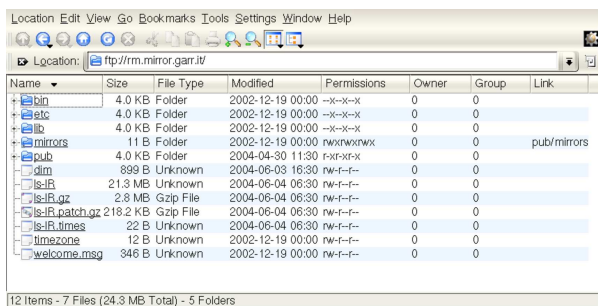 Location Edit View Go Bookmarks Tools Settings Window Help
Location: ftp://rm.mirror.garr.it/
Name Size File Type Modified Permissions Owner Group Link
bin 4.0 KB Folder 2002-12-19 00:00 --x--x--x 0 0
etc 4.0 KB Folder 2002-12-19 00:00 --x--x--x 0 0
lib 4.0 KB Folder 2002-12-19 00:00 --x--x--x 0 0
mirrors 11 B Folder 2002-12-19 00:00 rwxrwxrwx 0 0 pub/mirrors
pub 4.0 KB Folder 2004-04-30 11:30 r-xr-xr-x 0 0
dim 899 B Unknown 2004-06-03 16:30 rw-r--r-- 0 0
ls-lR 21.3 MB Unknown 2004-06-04 06:30 rw-r--r-- 0 0
ls-lR.gz 2.8 MB Gzip File 2004-06-04 06:30 rw-r--r-- 0 0
ls-lR.patch.gz 218.2 KB Gzip File 2004-06-04 06:30 rw-r--r-- 0 0
ls-lR.times 22 B Unknown 2004-06-04 06:30 rw-r--r-- 0 0
timezone 12 B Unknown 2002-12-19 00:00 rw-r--r-- 0 0
welcome.msg 346 B Unknown 2002-12-19 00:00 rw-r--r-- 0 0
12 Items - 7 Files (24.3 MB Total) - 5 Folders